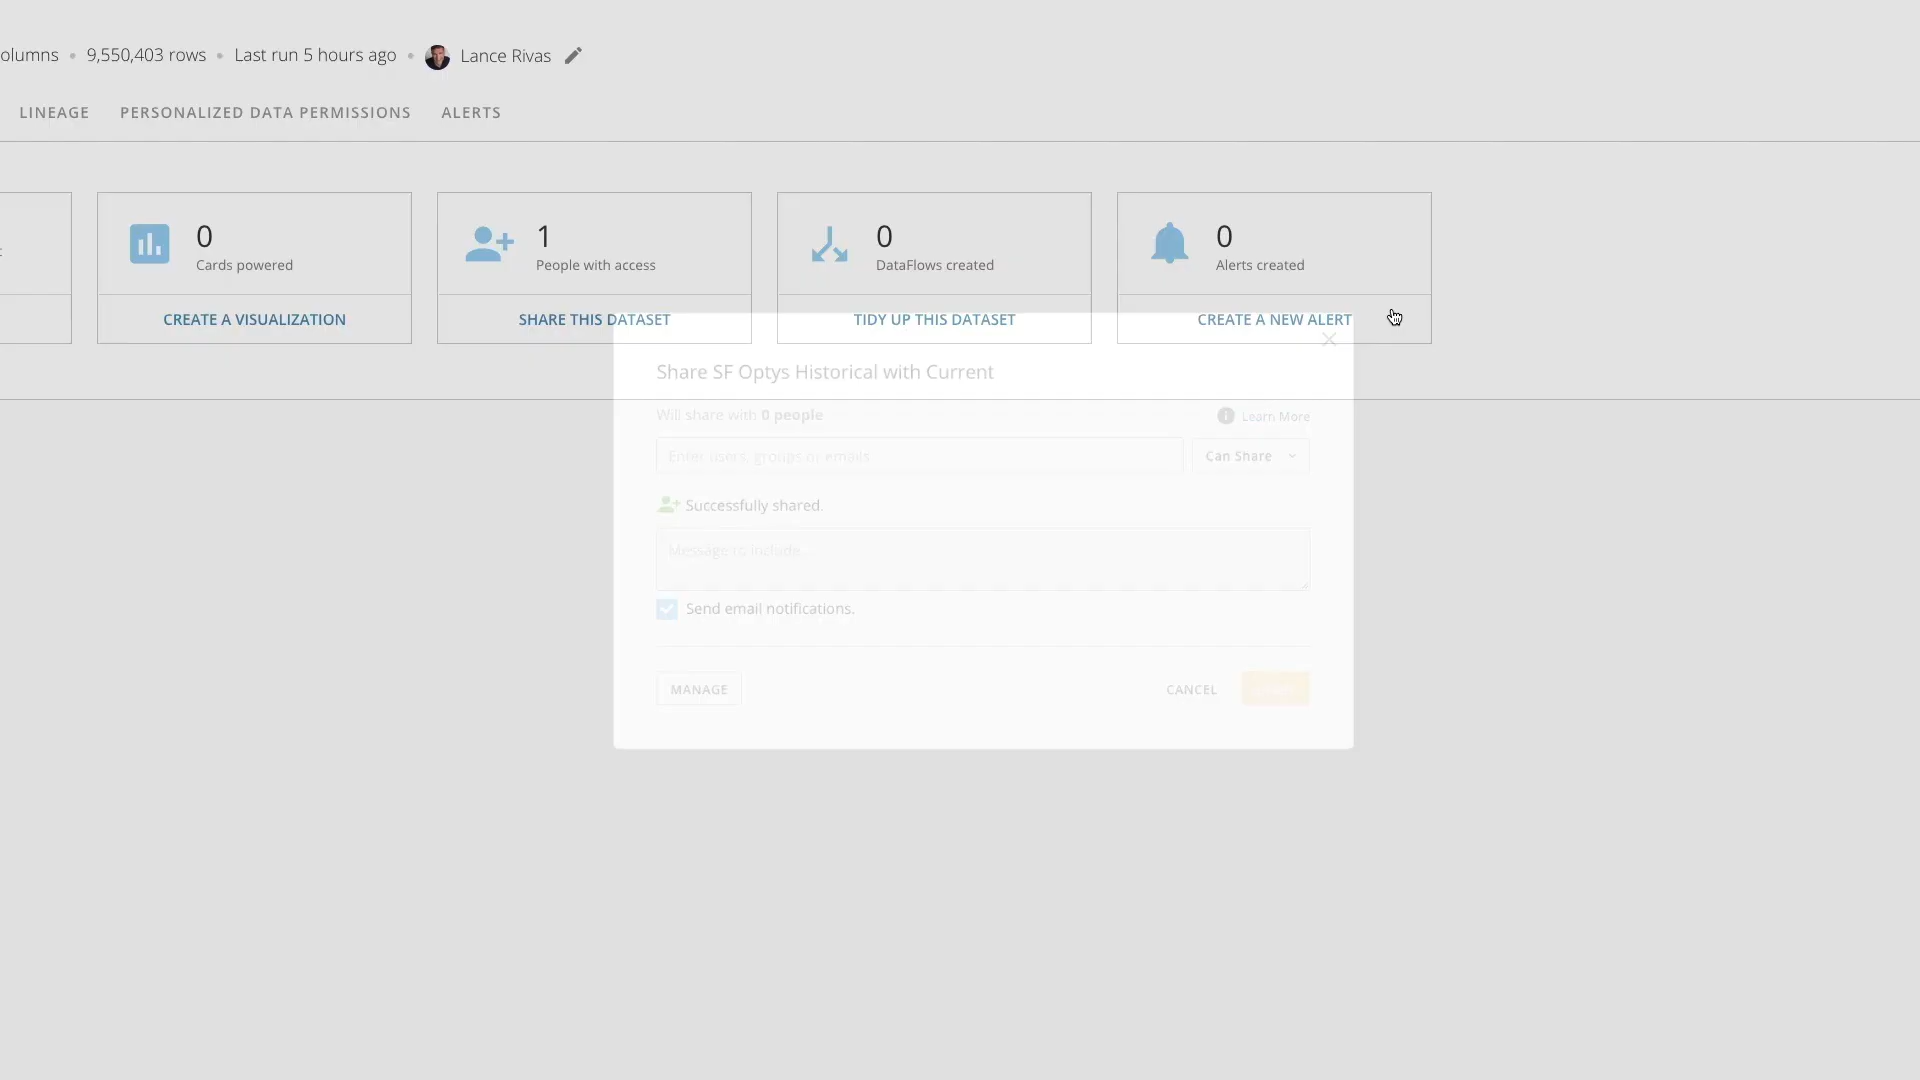 olumns • 9,550,403 rows • Last run 5 hours ago • Lance Rivas
LINEAGE PERSONALIZED DATA PERMISSIONS ALERTS
0
Cards powered
CREATE A VISUALIZATION
1
People with access
SHARE THIS DATASET
0
DataFlows created
TIDY UP THIS DATASET
0
Alerts created
CREATE A NEW ALERT
Share SF Optys Historical with Current
Will share with 0 people
Learn More
Enter users, groups or emails
Can Share
Successfully shared.
Message to include
Send email notifications.
MANAGE
CANCEL